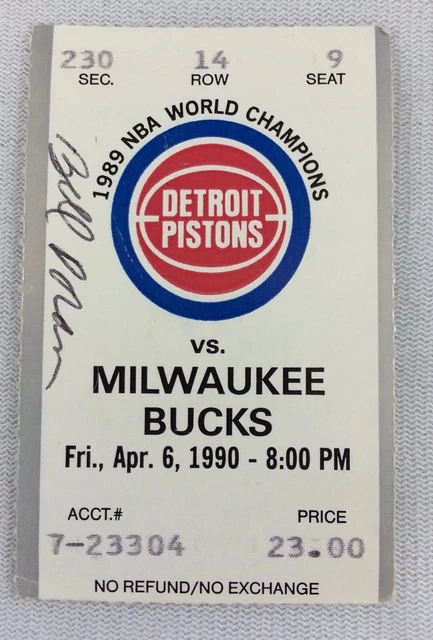 230 14 9
SEC. ROW SEAT
1989 NBA WORLD CHAMPIONS
DETROIT
PISTONS
Bill
VS.
MILWAUKEE
BUCKS
Fri., Apr. 6, 1990 - 8:00 PM
ACCT.# PRICE
7-23304 23.00
NO REFUND/NO EXCHANGE